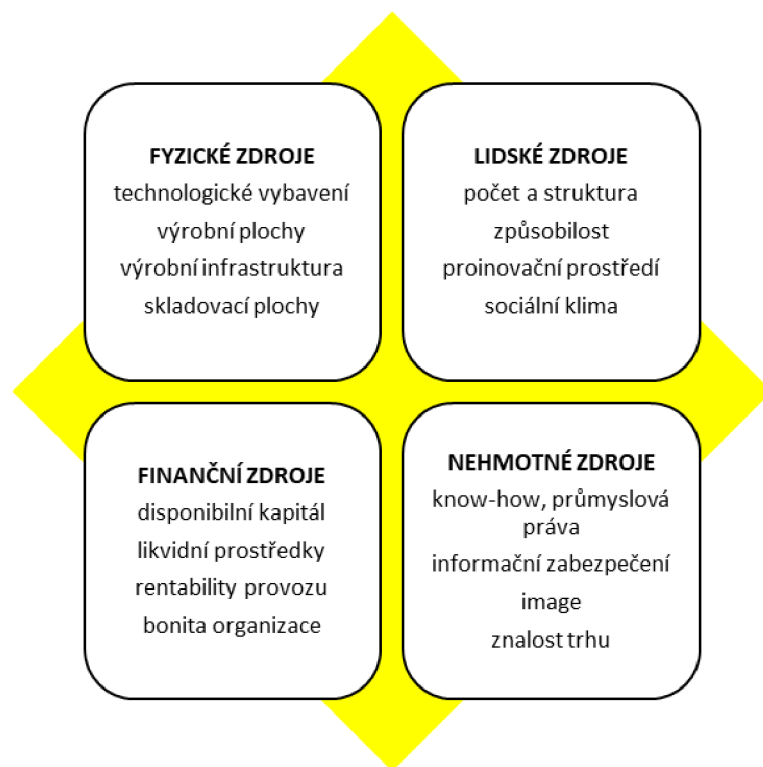 FYZICKÉ ZDROJE
technologické vybavení
výrobní plochy
výrobní infrastruktura
skladovací plochy
LIDSKÉ ZDROJE
počet a struktura
způsobilost
proinovační prostředí
sociální klima
FINANČNÍ ZDROJE
disponibilní kapitál
likvidní prostředky
rentability provozu
bonita organizace
NEHMOTNÉ ZDROJE
know-how, průmyslová
práva
informační zabezpečení
image
znalost trhu